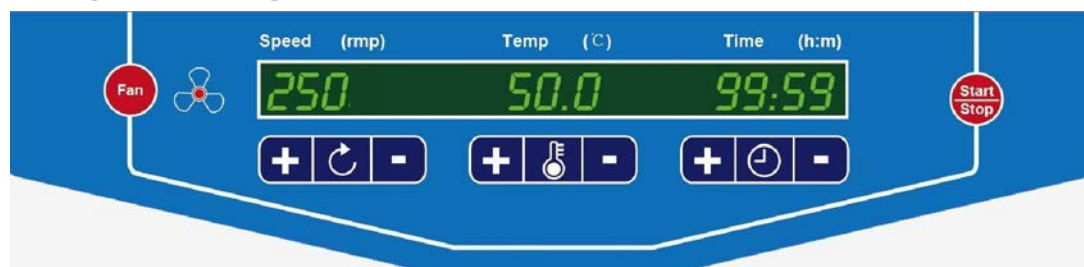 Speed (rmp) Temp (℃) Time (h:m)
Fan 250 50.0 99:59 Start
Stop
+ - + - + -